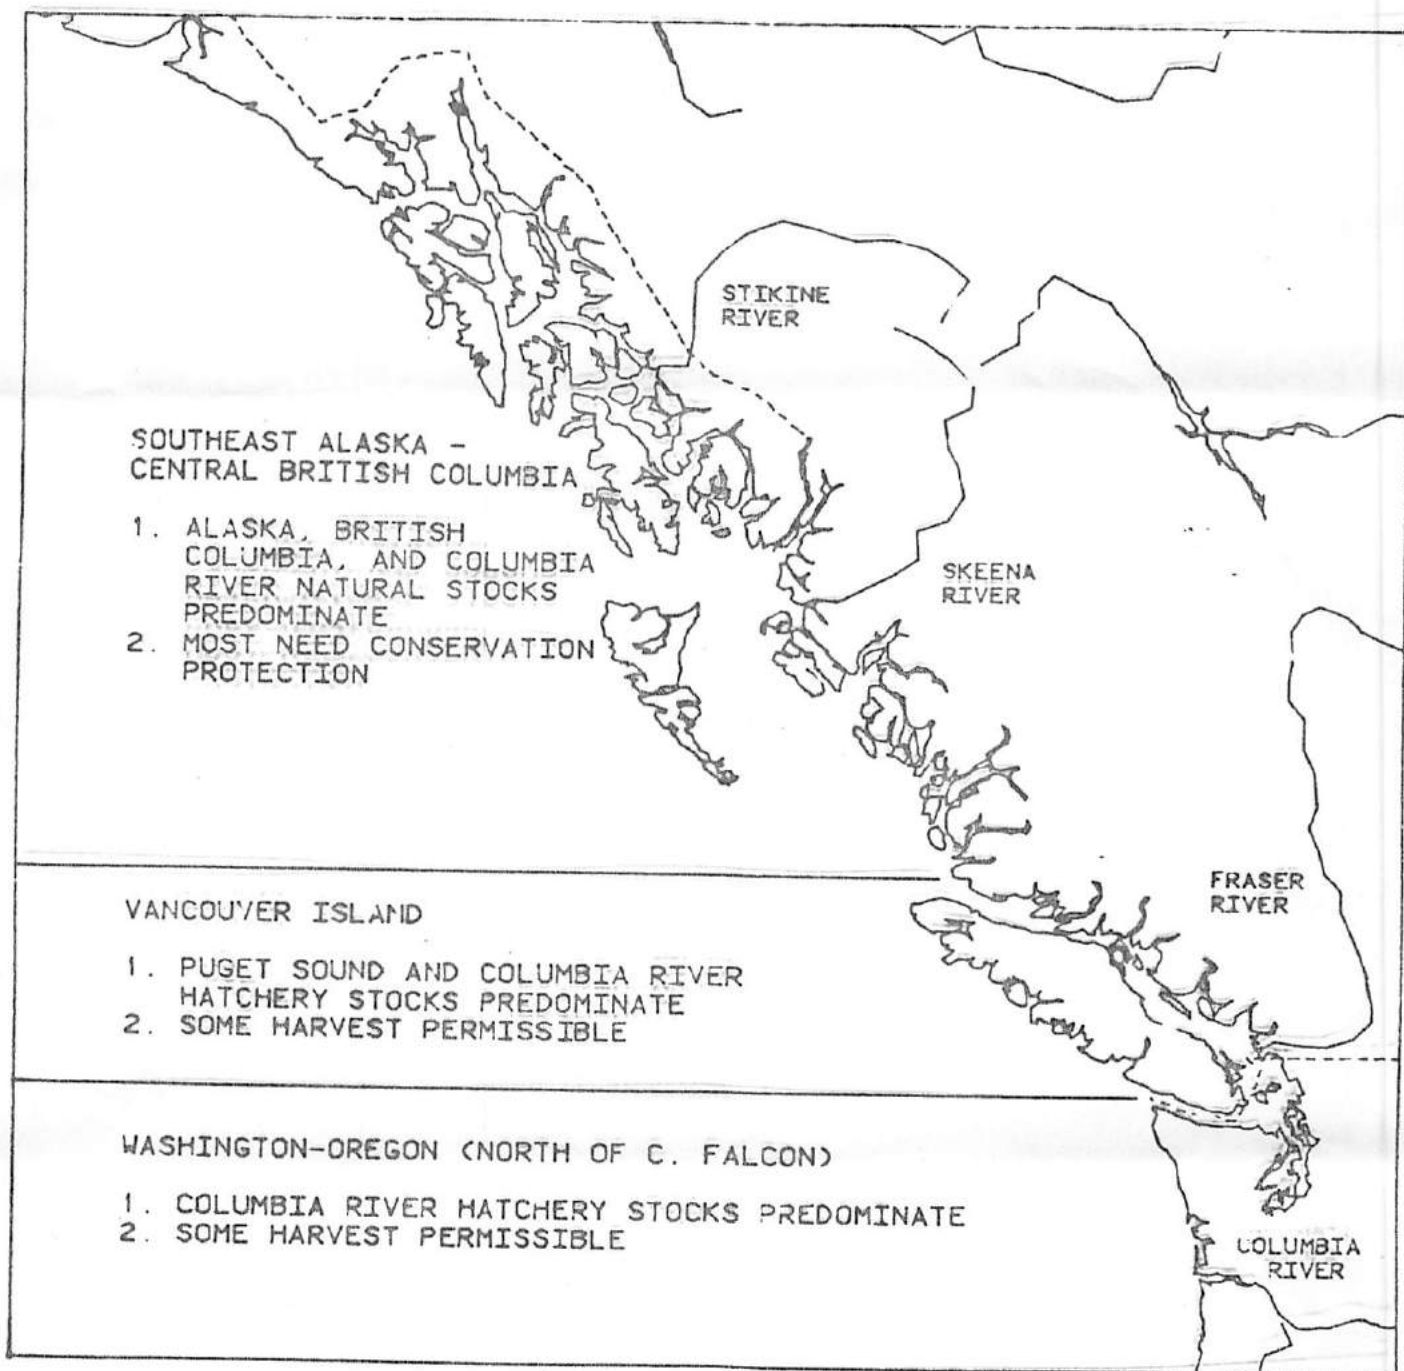 STIKINE
RIVER
SOUTHEAST ALASKA -
CENTRAL BRITISH COLUMBIA
1. ALASKA, BRITISH
COLUMBIA, AND COLUMBIA
RIVER NATURAL STOCKS
PREDOMINATE
2. MOST NEED CONSERVATION
PROTECTION
SKEENA
RIVER
FRASER
RIVER
VANCOUVER ISLAND
1. PUGET SOUND AND COLUMBIA RIVER
HATCHERY STOCKS PREDOMINATE
2. SOME HARVEST PERMISSIBLE
WASHINGTON-OREGON (NORTH OF C. FALCON)
1. COLUMBIA RIVER HATCHERY STOCKS PREDOMINATE
2. SOME HARVEST PERMISSIBLE
COLUMBIA
RIVER